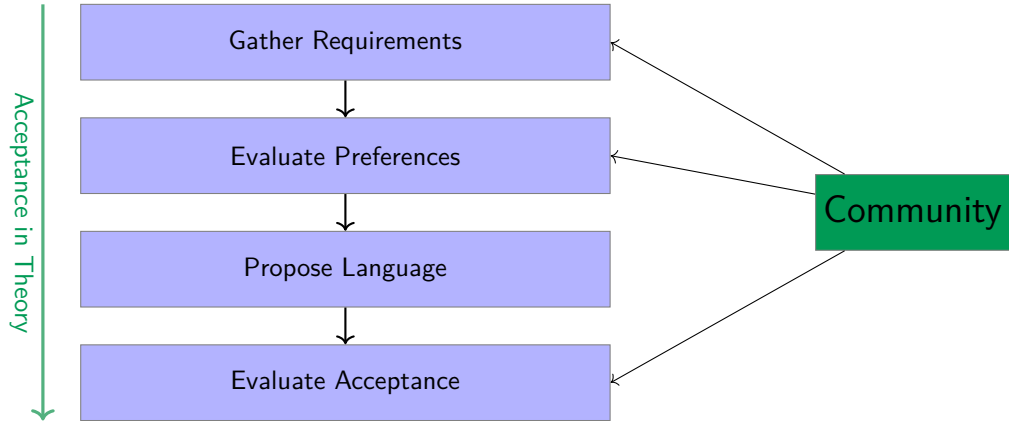 Gather Requirements
Evaluate Preferences
Propose Language
Evaluate Acceptance
Acceptance in Theory
Community